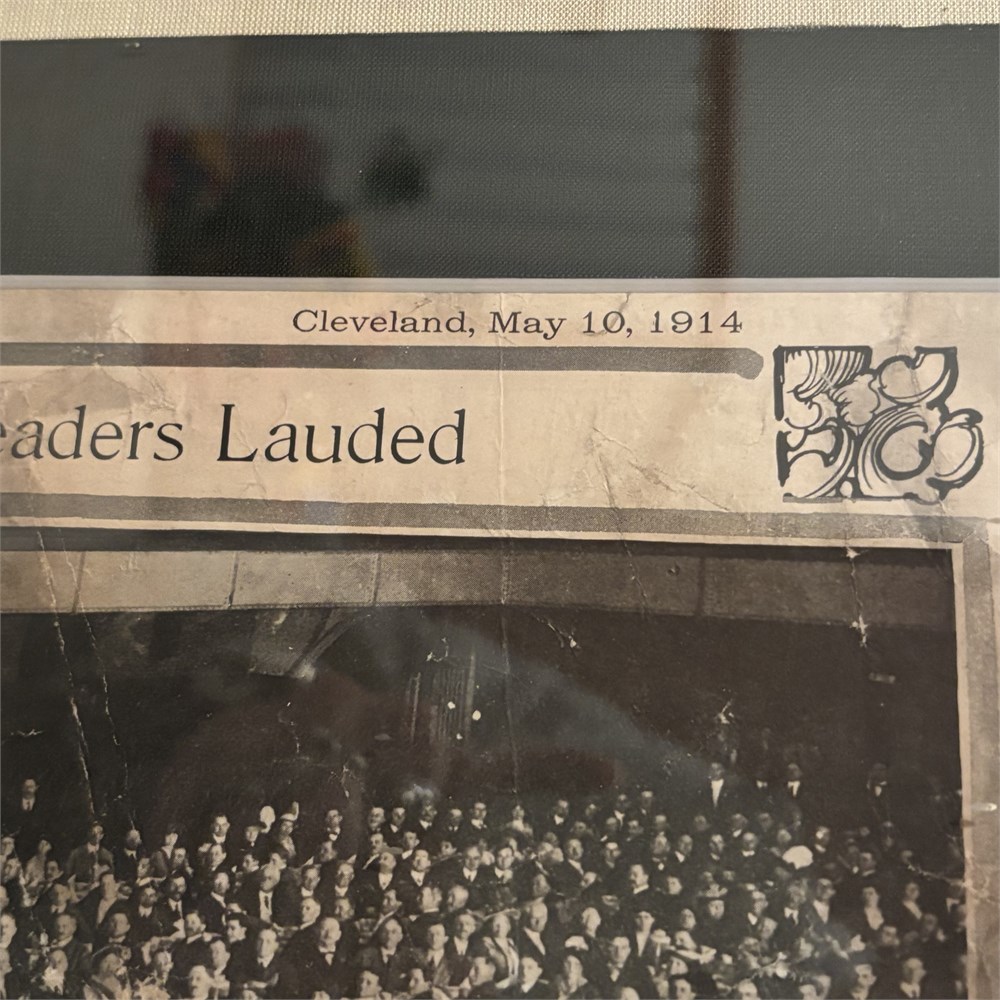 Cleveland, May 10, 1914
eaders Lauded